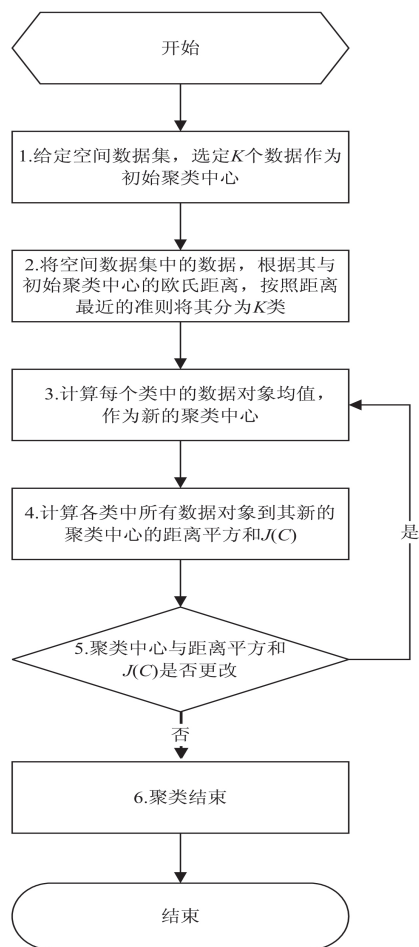 开始
1.给定空间数据集，选定K个数据作为
初始聚类中心
2.将空间数据集中的数据，根据其与
初始聚类中心的欧氏距离，按照距离
最近的准则将其分为K类
3.计算每个类中的数据对象均值，
作为新的聚类中心
4.计算各类中所有数据对象到其新的
聚类中心的距离平方和J(C)
是
5.聚类中心与距离平方和
J(C)是否更改
否
6.聚类结束
结束